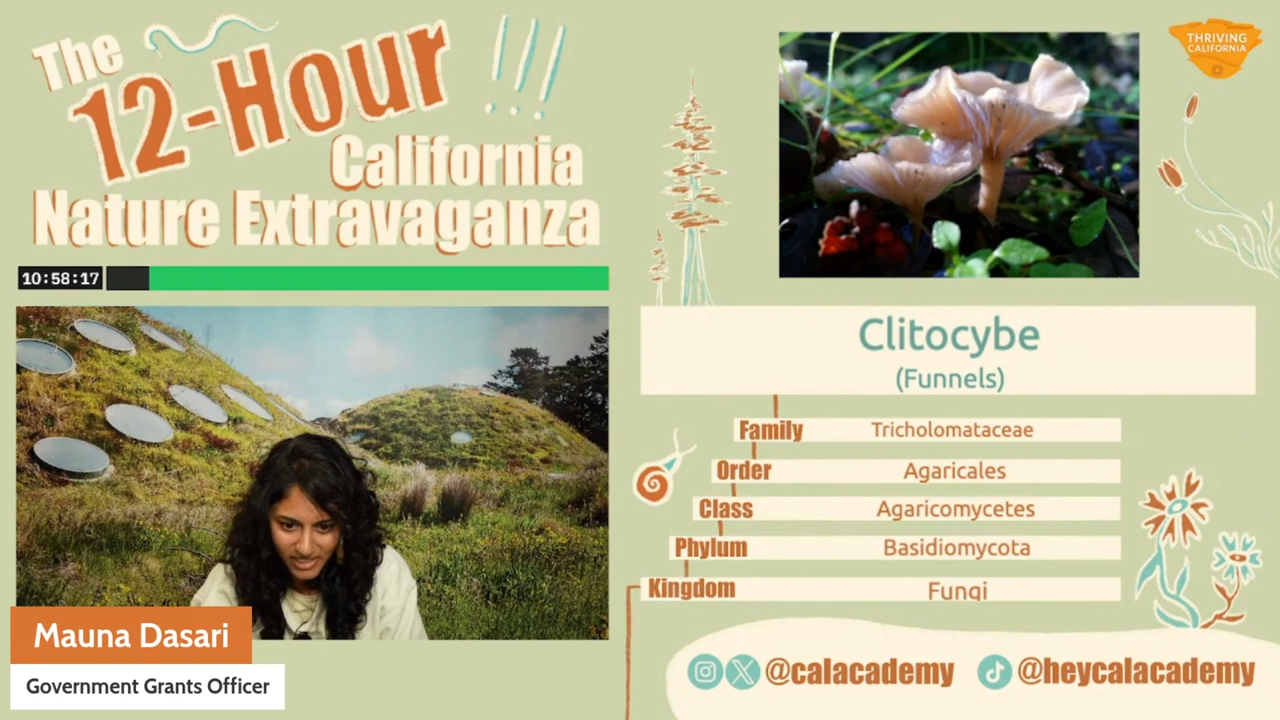 The
12-Hour!!!
California
Nature Extravaganza
10:58:17
Mauna Dasari
Government Grants Officer
THRIVING
CALIFORNIA
Clitocybe
(Funnels)
Family Tricholomataceae
Order Agaricales
Class Agaricomycetes
Phylum Basidiomycota
Kingdom Fungi
@calacademy @heycalacademy